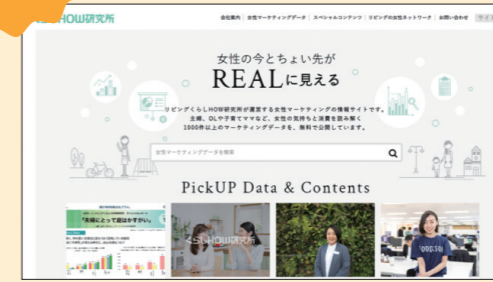 くらしHOW研究所
会社案内 | 女性マーケティングデータ | スペシャルコンテンツ | リビングの女性ネットワーク | お問い合わせ サイト
女性の今とちょい先が
REALに見える
リビングくらしHOW研究所が運営する女性マーケティングの情報サイトです。
主婦、OLや子育てママなど、女性の気持ちと消費を読み解く
1000件以上のマーケティングデータを、無料で公開しています。
女性マーケティングデータを検索
PickUP Data & Contents
「夫婦にとって庭はかすがい」
くらしHOW研究所